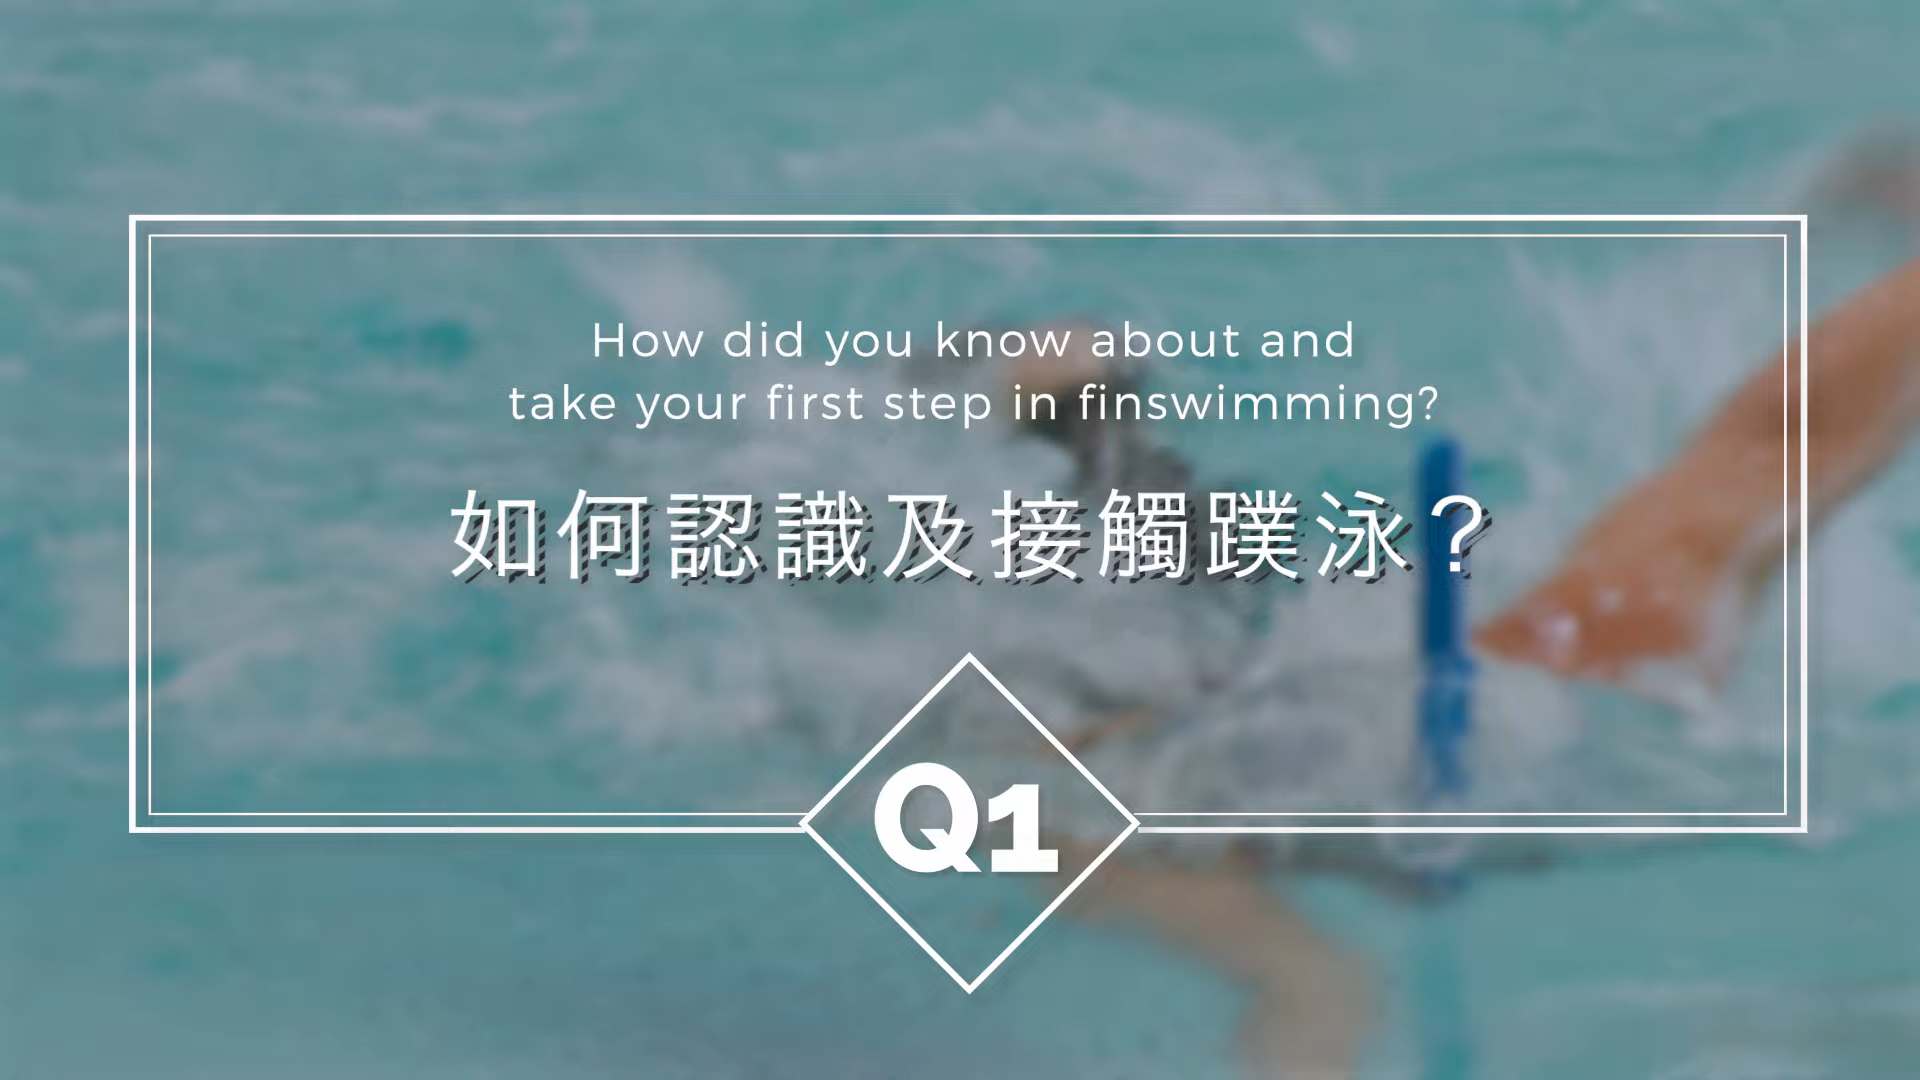 How did you know about and
take your first step in finswimming?
如何認識及接觸蹼泳？
Q1